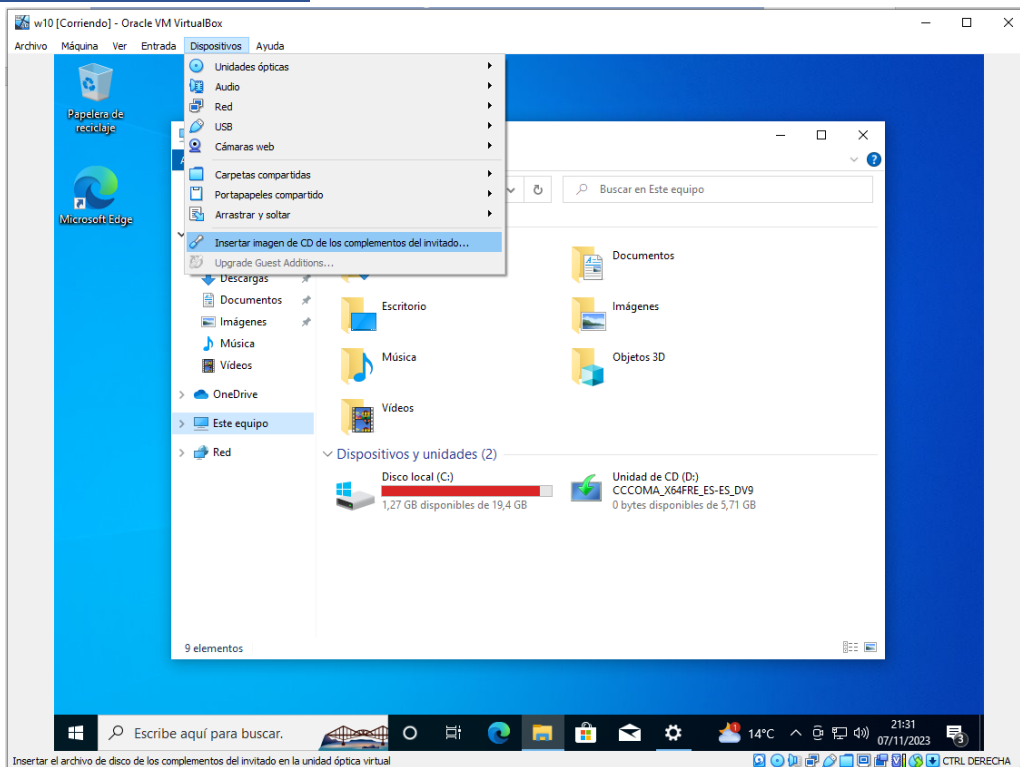 w10 [Corriendo] - Oracle VM VirtualBox
Archivo Máquina Ver Entrada Dispositivos Ayuda
Unidades ópticas
Audio
Red
USB
Cámaras web
Carpetas compartidas
Portapapeles compartido
Arrastrar y soltar
Insertar imagen de CD de los complementos del invitado...
Upgrade Guest Additions...
Papelera de
reciclaje
Microsoft Edge
Buscar en Este equipo
Descargas
Documentos
Imágenes
Música
Vídeos
OneDrive
Este equipo
Red
Documentos
Escritorio
Imágenes
Música
Objetos 3D
Vídeos
Dispositivos y unidades (2)
Disco local (C:)
1,27 GB disponibles de 19,4 GB
Unidad de CD (D:)
CCCOMA_X64FRE_ES-ES_DV9
0 bytes disponibles de 5,71 GB
9 elementos
Escribe aquí para buscar.
14°C
21:31
07/11/2023
3
Insertar el archivo de disco de los complementos del invitado en la unidad óptica virtual
CTRL DERECHA